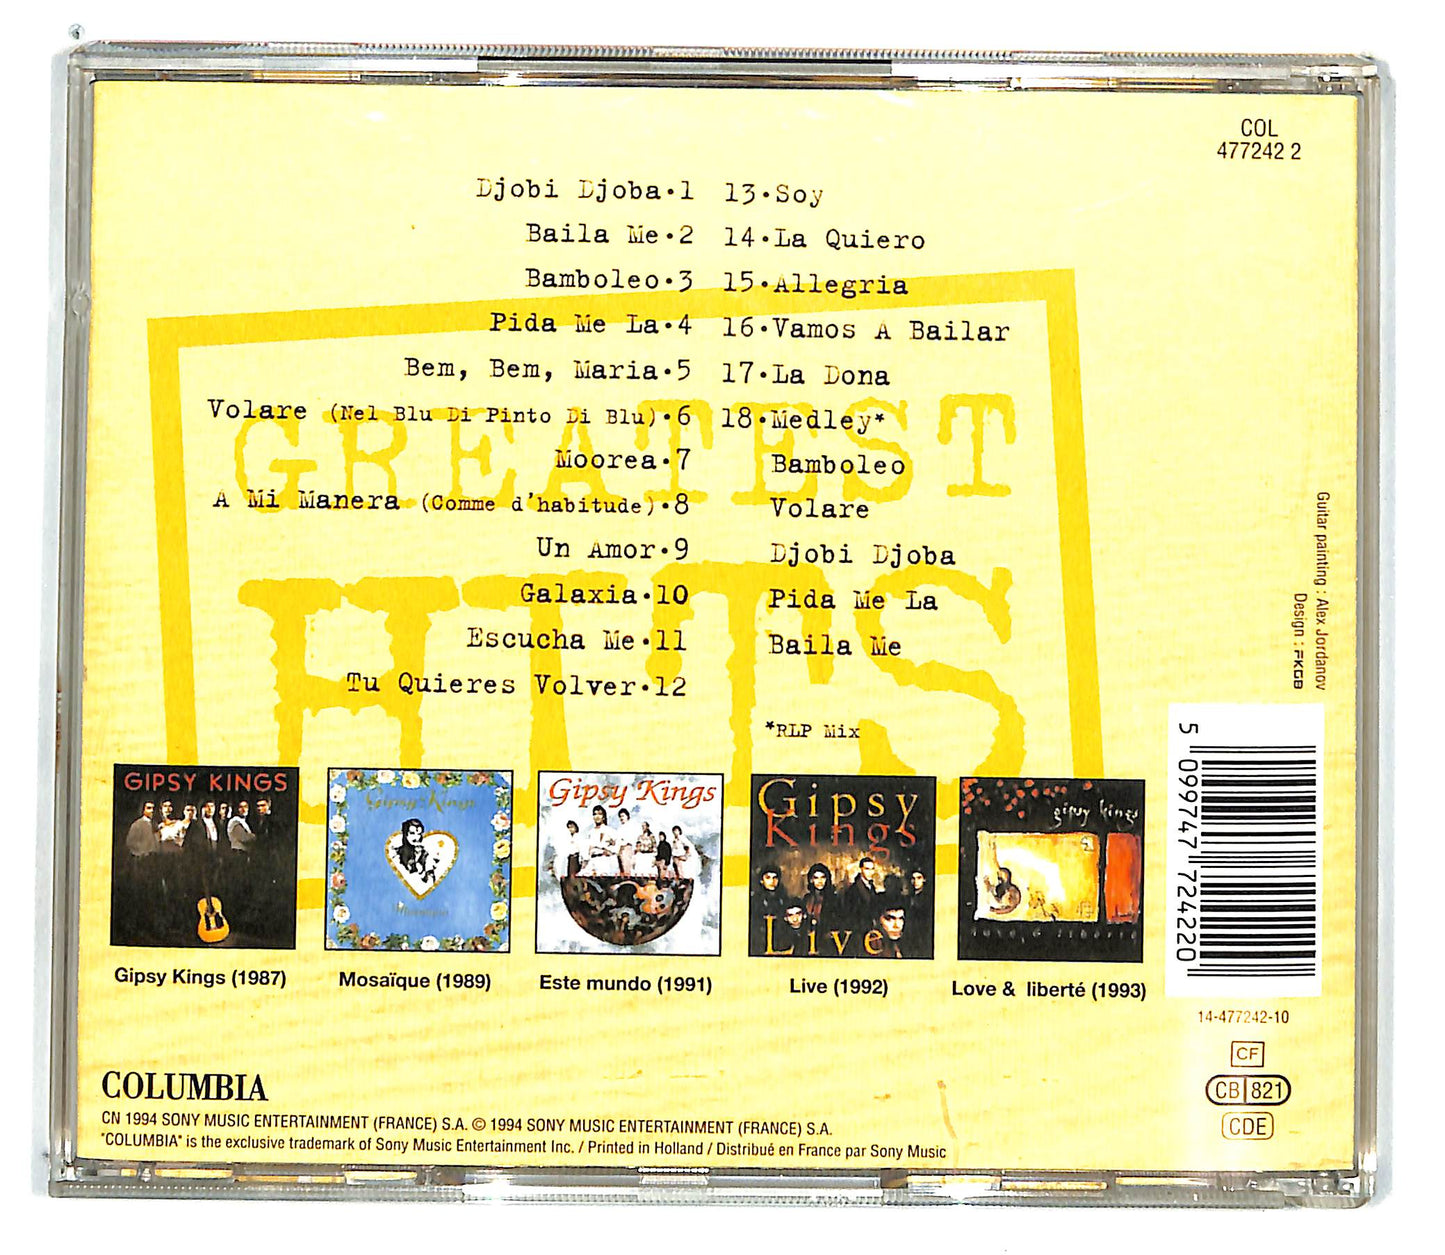 COL
477242 2
Djobi Djoba•1
Baila Me•2
Bamboleo•3
Pida Me La•4
Bem, Bem, Maria•5
Volare (Nel Blu Di Pinto Di Blu)•6
Moorea•7
A Mi Manera (Comme d'habitude)•8
Un Amor•9
Galaxia•10
Escucha Me•11
Tu Quieres Volver•12
13•Soy
14•La Quiero
15•Allegria
16•Vamos A Bailar
17•La Dona
18•Medley*
Bamboleo
Volare
Djobi Djoba
Pida Me La
Baila Me
*RLP Mix
GREATEST
HITS
Guitar painting : Alex Jordanov
Design : FKGB
GIPSY KINGS
Gipsy Kings
Mosaïque
Gipsy Kings
Gipsy
Kings
Live
gipsy kings
love & liberté
Gipsy Kings (1987)
Mosaïque (1989)
Este mundo (1991)
Live (1992)
Love & liberté (1993)
5 099747 724220
14-477242-10
CF
CB 821
CDE
COLUMBIA
CN 1994 SONY MUSIC ENTERTAINMENT (FRANCE) S.A. © 1994 SONY MUSIC ENTERTAINMENT (FRANCE) S.A.
"COLUMBIA" is the exclusive trademark of Sony Music Entertainment Inc. / Printed in Holland / Distribué en France par Sony Music